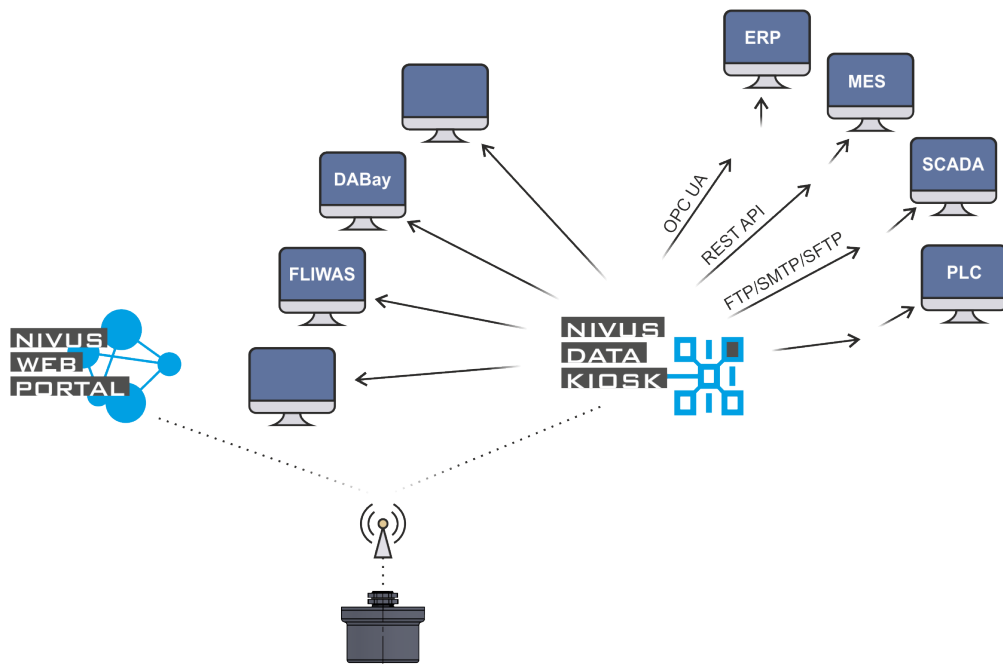 ERP
MES
DABay
SCADA
OPC UA
REST API
FLIWAS
FTP/SMTP/SFTP
PLC
NIVUS
WEB
PORTAL
NIVUS
DATA
KIOSK